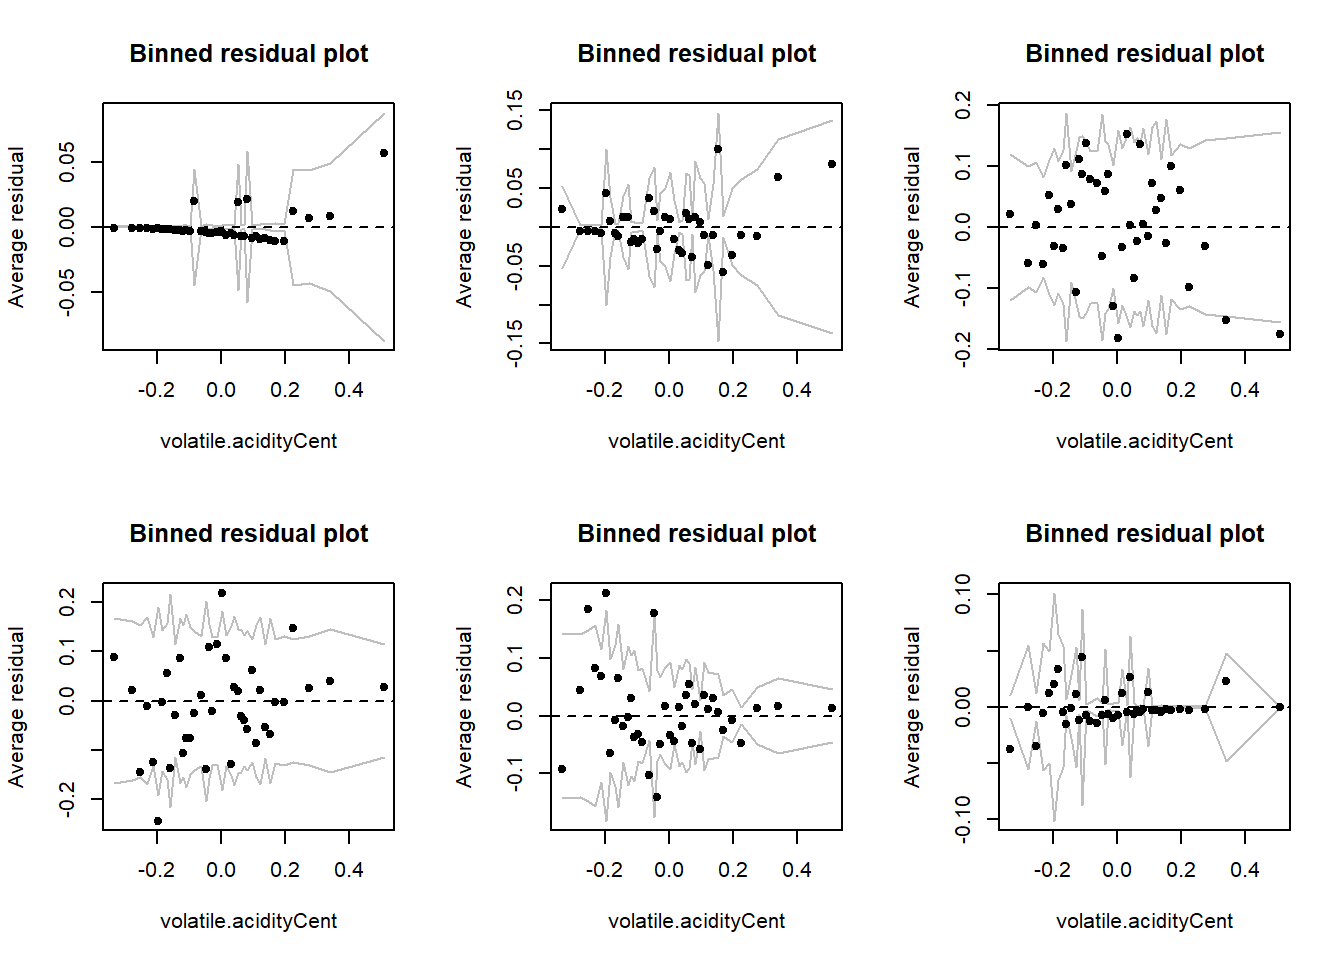 Binned residual plot
Average residual
0.05
0.00
-0.05
-0.2 0.0 0.2 0.4
volatile.acidityCent
Binned residual plot
Average residual
0.15
0.05
-0.05
-0.15
-0.2 0.0 0.2 0.4
volatile.acidityCent
Binned residual plot
Average residual
0.2
0.1
0.0
-0.1
-0.2
-0.2 0.0 0.2 0.4
volatile.acidityCent
Binned residual plot
Average residual
0.2
0.1
0.0
-0.2
-0.2 0.0 0.2 0.4
volatile.acidityCent
Binned residual plot
Average residual
0.2
0.1
0.0
-0.1
-0.2 0.0 0.2 0.4
volatile.acidityCent
Binned residual plot
Average residual
0.10
0.00
-0.10
-0.2 0.0 0.2 0.4
volatile.acidityCent